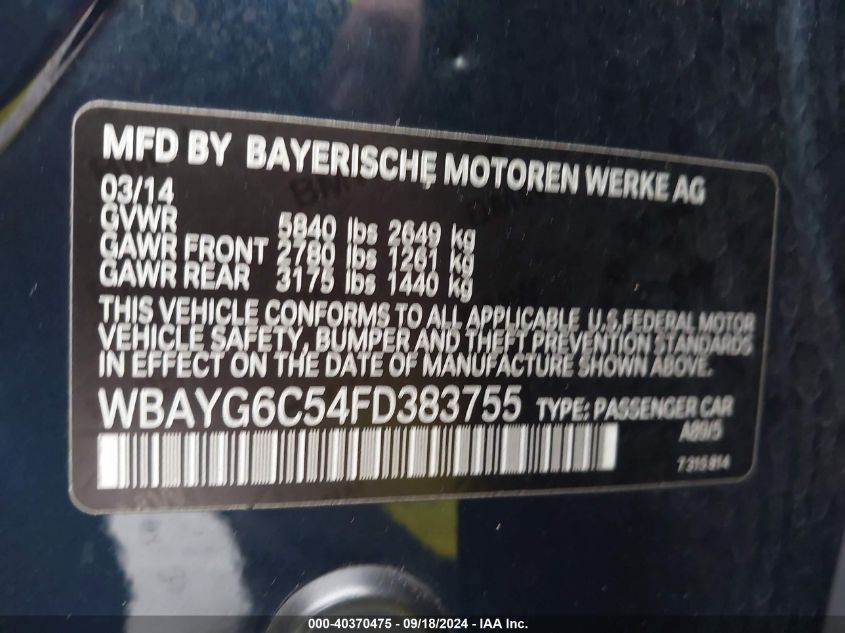 MFD BY BAYERISCHE MOTOREN WERKE AG
03/14
GVWR 5840 lbs 2649 kg
GAWR FRONT 2780 lbs 1261 kg
GAWR REAR 3175 lbs 1440 kg
THIS VEHICLE CONFORMS TO ALL APPLICABLE U.S.FEDERAL MOTOR
VEHICLE SAFETY, BUMPER AND THEFT PREVENTION STANDARDS
IN EFFECT ON THE DATE OF MANUFACTURE SHOWN ABOVE.
WBAYG6C54FD383755 TYPE: PASSENGER CAR
A89/5
7 315 814
000-40370475 - 09/18/2024 - IAA Inc.